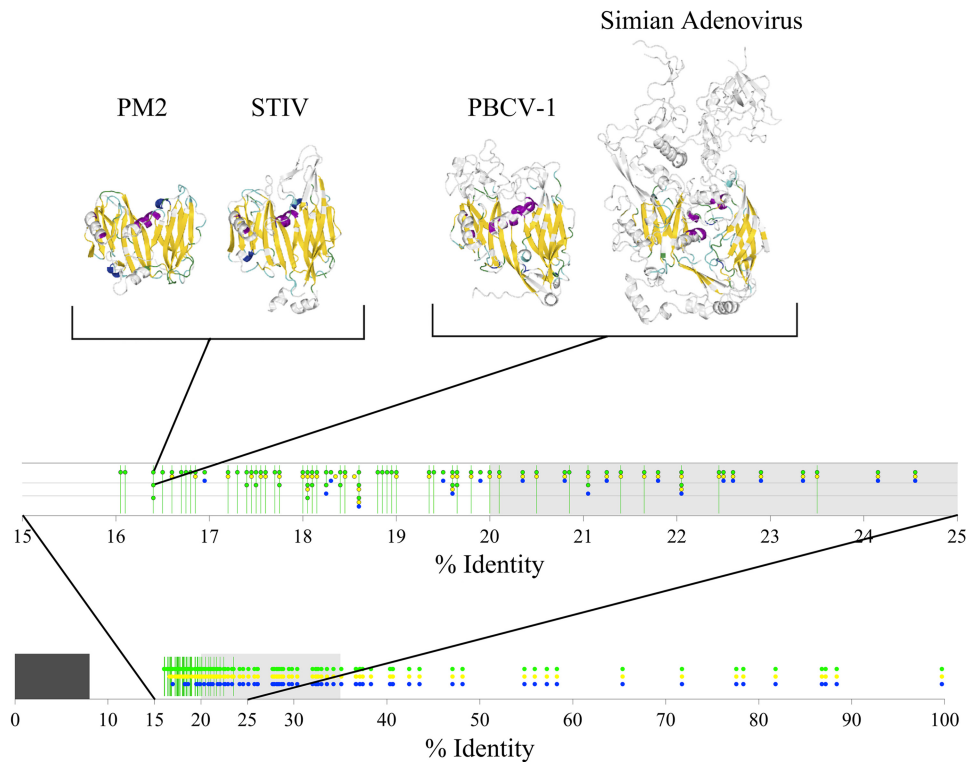 Simian Adenovirus
PM2 STIV PBCV-1
15 16 17 18 19 20 21 22 23 24 25
% Identity
0 15 20 25 30 40 50 60 70 80 90 100
% Identity